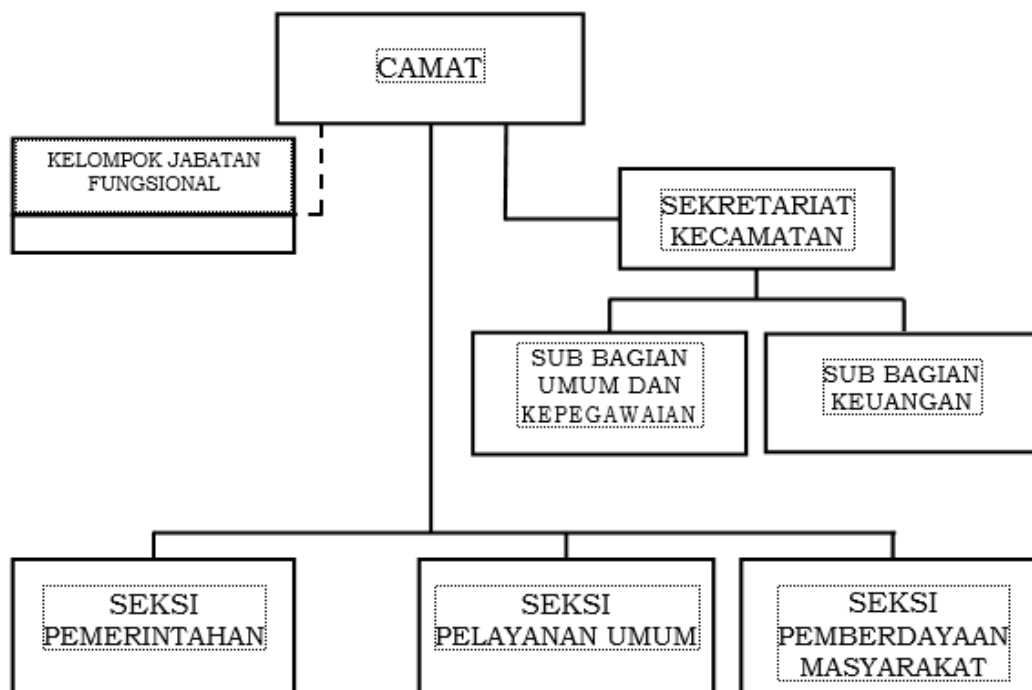 CAMAT
KELOMPOK JABATAN
FUNGSIONAL
SEKRETARIAT
KECAMATAN
SUB BAGIAN
UMUM DAN
KEPEGAWAIAN
SUB BAGIAN
KEUANGAN
SEKSI
PEMERINTAHAN
SEKSI
PELAYANAN UMUM
SEKSI
PEMBERDAYAAN
MASYARAKAT